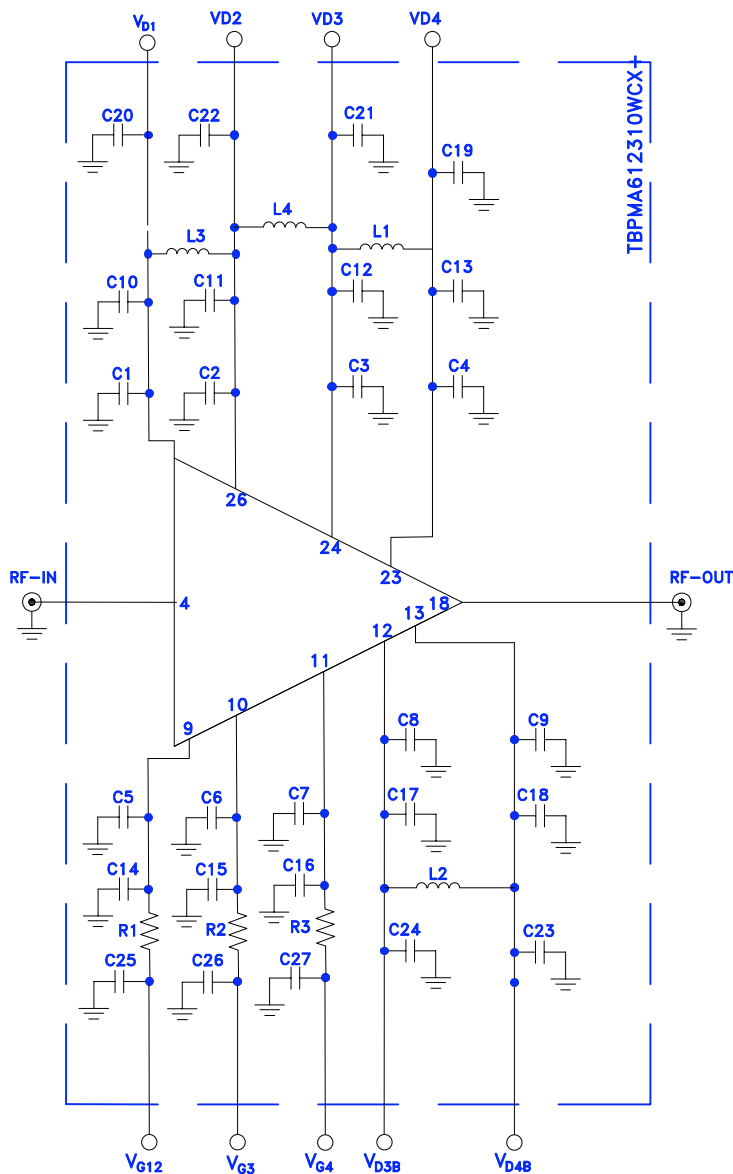 VD1 VD2 VD3 VD4
TBPMA612310WCX+
C20 C22 C21
C19
L4
L3 L1
C10 C11 C12 C13
C1 C2 C3 C4
26
24
23
RF-IN RF-OUT
4 18
13
12
11
10
9
C8 C9
C5 C6 C7 C17 C18
C14 C15 C16 L2
R1 R2 R3 C24 C23
C25 C26 C27
VG12 VG3 VG4 VD3B VD4B